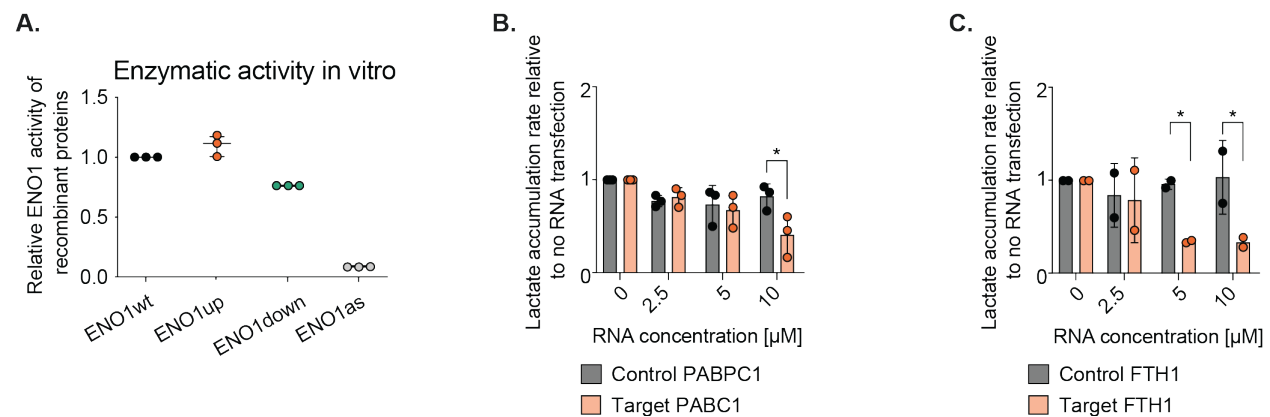 A.
Enzymatic activity in vitro
Relative ENO1 activity of
recombinant proteins
1.5
1.0
0.5
0.0
ENO1wt
ENO1up
ENO1down
ENO1as
B.
Lactate accumulation rate relative
to no RNA transfection
2
1
0
*
0
2.5
5
10
RNA concentration [µM]
Control PABPC1
Target PABC1
C.
Lactate accumulation rate relative
to no RNA transfection
2
1
0
*
*
0
2.5
5
10
RNA concentration [µM]
Control FTH1
Target FTH1